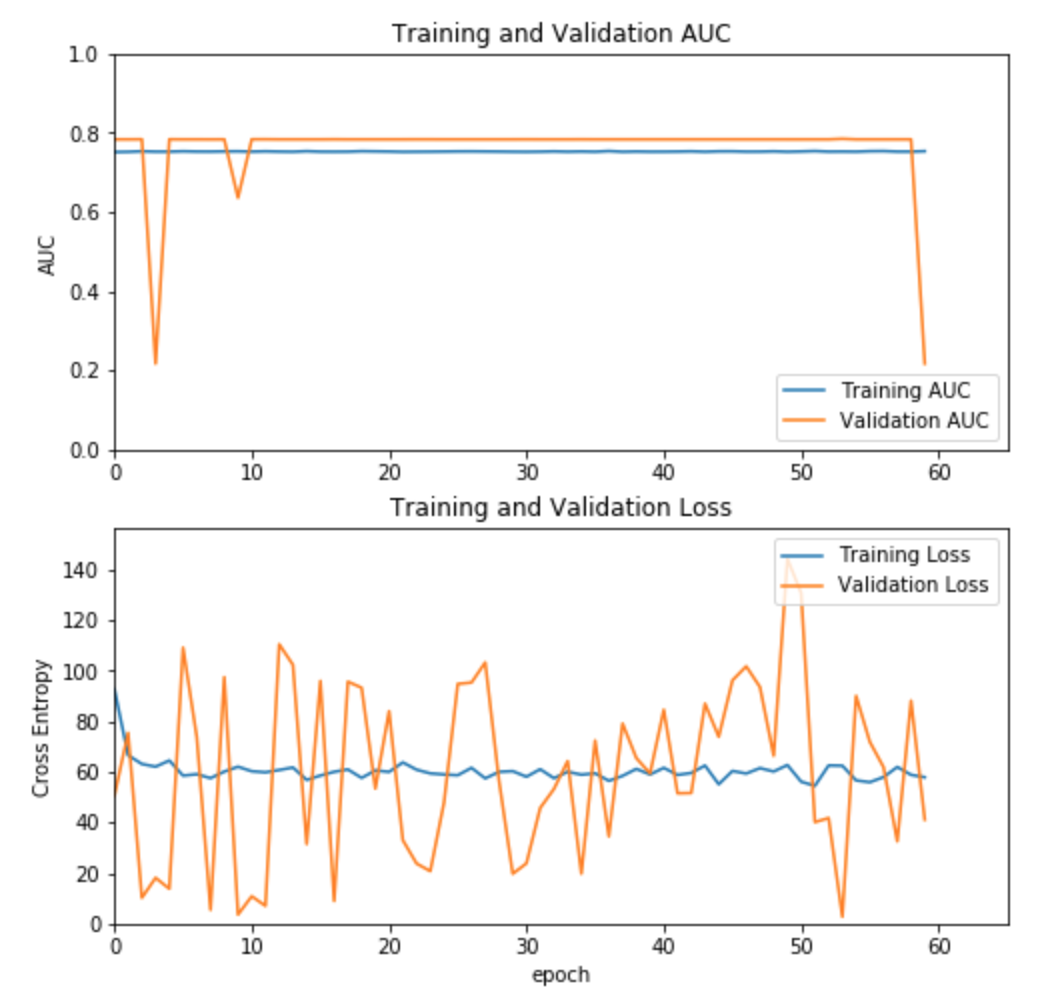 Training and Validation AUC
1.0
0.8
0.6
0.4
0.2
0.0
AUC
Training AUC
Validation AUC
0 10 20 30 40 50 60
Training and Validation Loss
140
120
100
80
60
40
20
0
Cross Entropy
Training Loss
Validation Loss
0 10 20 30 40 50 60
epoch